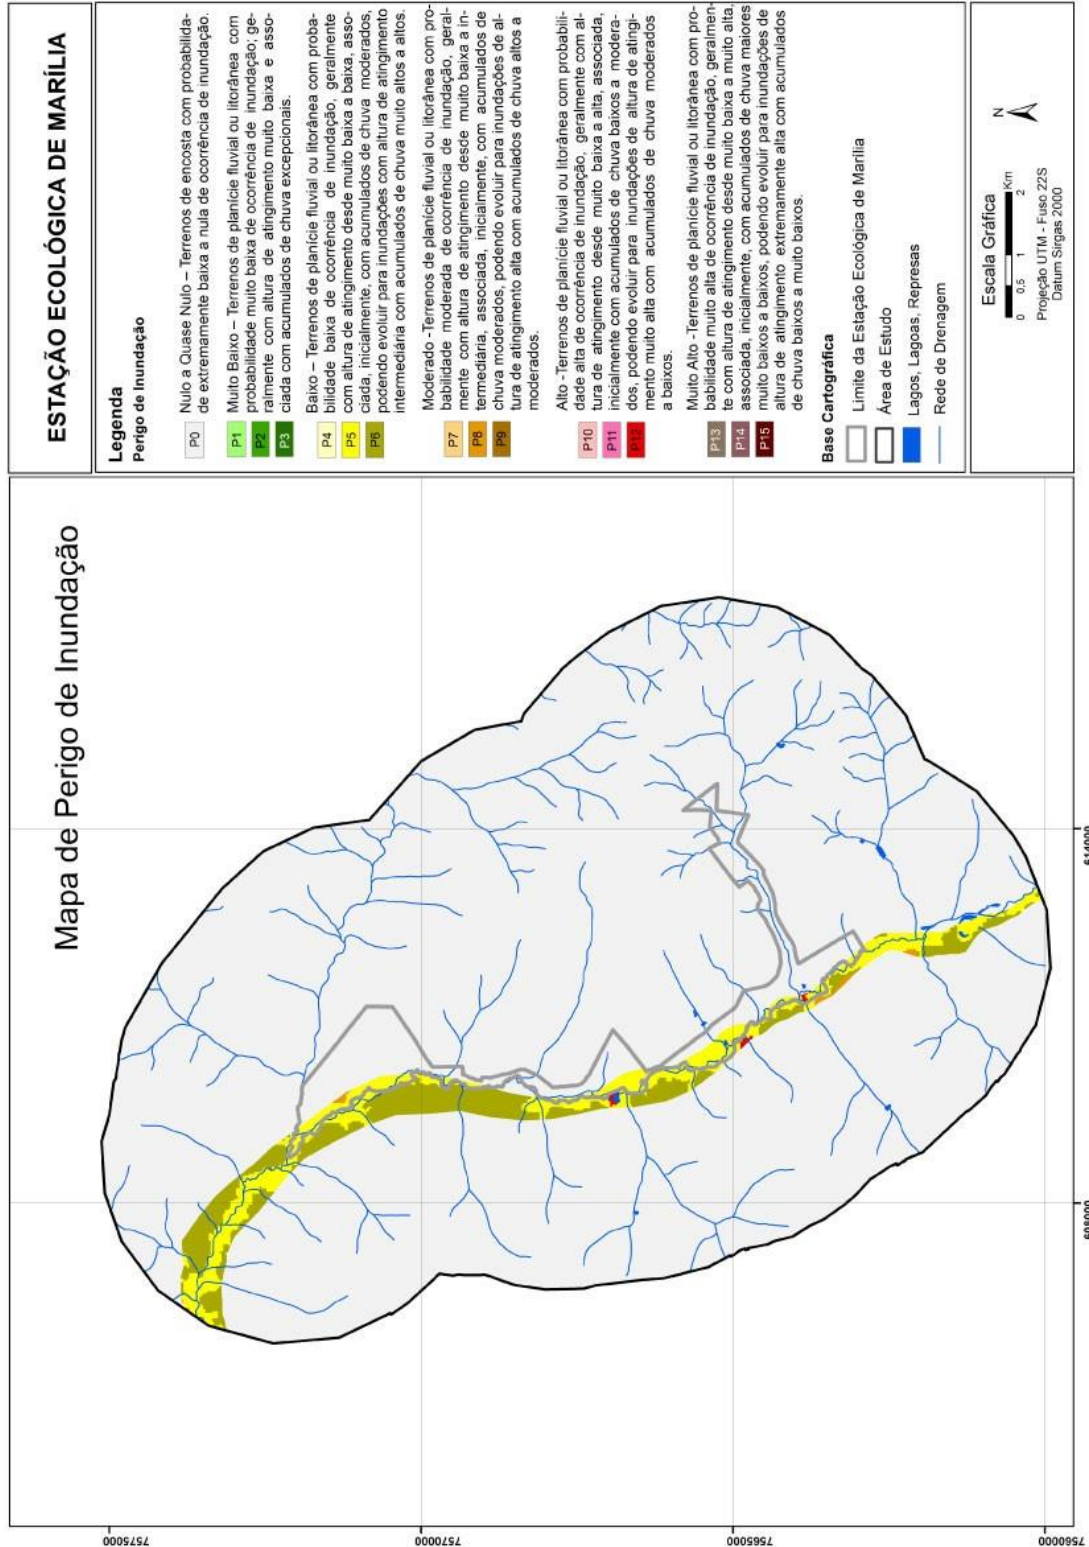 Mapa de Perigo de Inundação
7575000
7570000
7565000
7560000
608000
614000
ESTAÇÃO ECOLÓGICA DE MARÍLIA
Legenda
Perigo de Inundação
P0
Nulo a Quase Nulo – Terrenos de encosta com probabilida-
de extremamente baixa a nula de ocorrência de inundação.
P1
P2
P3
Muito Baixo – Terrenos de planície fluvial ou litorânea com
probabilidade muito baixa de ocorrência de inundação; ge-
ralmente com altura de atingimento muito baixa e asso-
ciada com acumulados de chuva excepcionais.
P4
P5
P6
Baixo – Terrenos de planície fluvial ou litorânea com proba-
bilidade baixa de ocorrência de inundação, geralmente
com altura de atingimento desde muito baixa a baixa, asso-
ciada, inicialmente, com acumulados de chuva moderados,
podendo evoluir para inundações com altura de atingimento
intermediária com acumulados de chuva muito altos a altos.
P7
P8
P9
Moderado -Terrenos de planície fluvial ou litorânea com pro-
babilidade moderada de ocorrência de inundação, geral-
mente com altura de atingimento desde muito baixa a in-
termediária, associada, inicialmente, com acumulados de
chuva moderados, podendo evoluir para inundações de al-
tura de atingimento alta com acumulados de chuva altos a
moderados.
P10
P11
P12
Alto -Terrenos de planície fluvial ou litorânea com probabili-
dade alta de ocorrência de inundação, geralmente com al-
tura de atingimento desde muito baixa a alta, associada,
inicialmente com acumulados de chuva baixos a modera-
dos, podendo evoluir para inundações de altura de atingi-
mento muito alta com acumulados de chuva moderados
a baixos.
P13
P14
P15
Muito Alto -Terrenos de planície fluvial ou litorânea com pro-
babilidade muito alta de ocorrência de inundação, geralmen-
te com altura de atingimento desde muito baixa a muito alta,
associada, inicialmente, com acumulados de chuva maiores
muito baixos a baixos, podendo evoluir para inundações de
altura de atingimento extremamente alta com acumulados
de chuva baixos a muito baixos.
Base Cartográfica
Limite da Estação Ecológica de Marília
Área de Estudo
Lagos, Lagoas, Represas
Rede de Drenagem
Escala Gráfica
Km
0 0,5 1 2
N
Projeção UTM - Fuso 22S
Datum Sirgas 2000